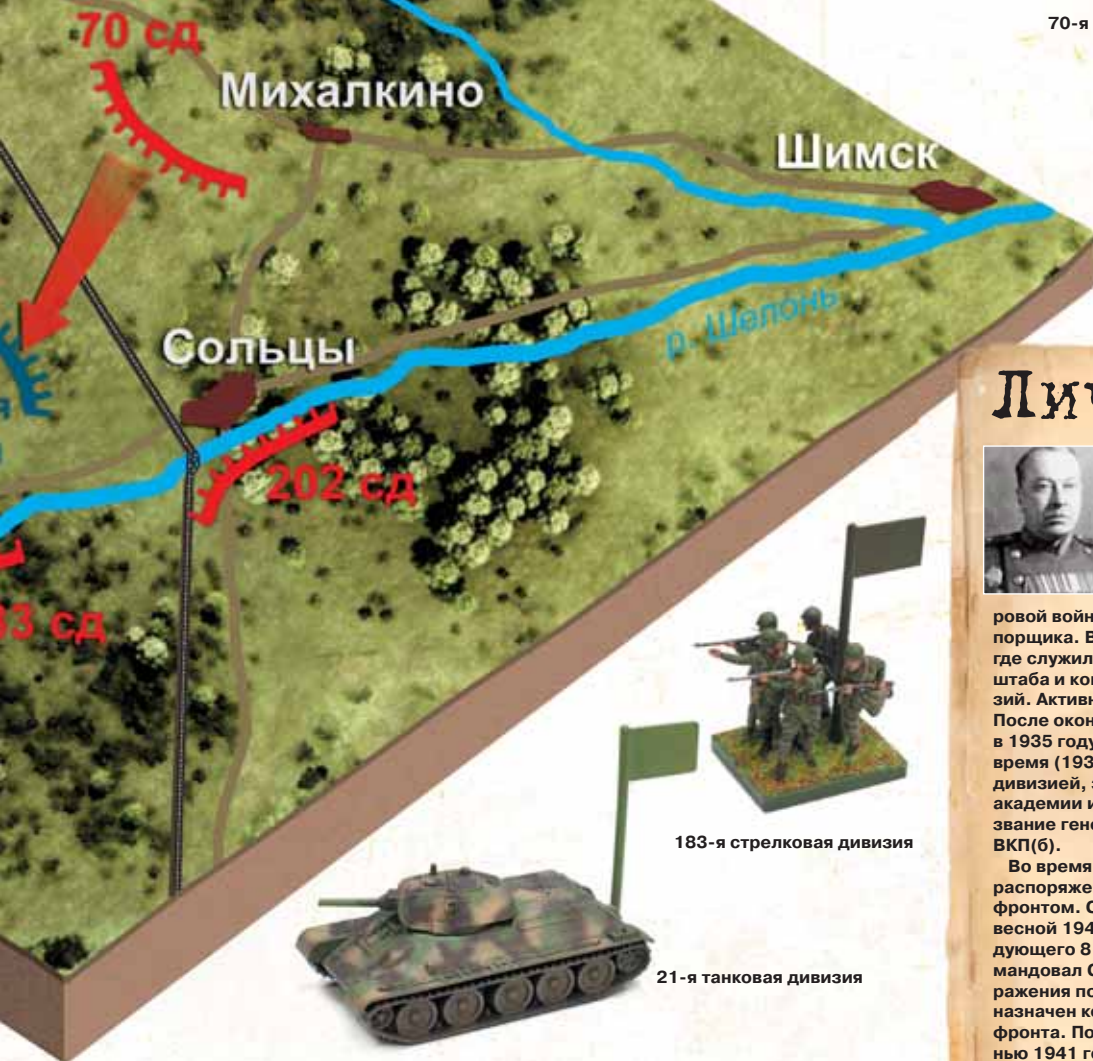 70-я
70 сд
Михалкино
Шимск
р. Шелонь
Сольцы
202 сд
сд
183-я стрелковая дивизия
21-я танковая дивизия
ровой войн
порщика. В
где служил
штаба и ко
зий. Активн
После окон
в 1935 году
время (193
дивизией,
академии и
звание ген
ВКП(б).
Во время
распоряже
фронтом. С
весной 194
дующего 8
мандовал С
ражения по
назначен к
фронта. По
нью 1941 г